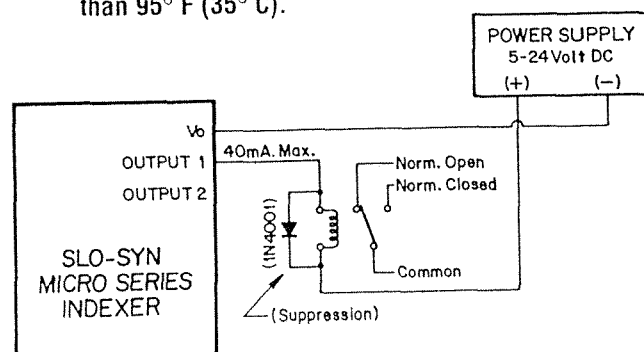 than 95° F (35° C).
POWER SUPPLY
5-24 Volt DC
(+) (−)
Vo
OUTPUT 1
40mA. Max.
OUTPUT 2
Norm. Open
Norm. Closed
(1N4001)
SLO-SYN
MICRO SERIES
INDEXER
Common
(Suppression)